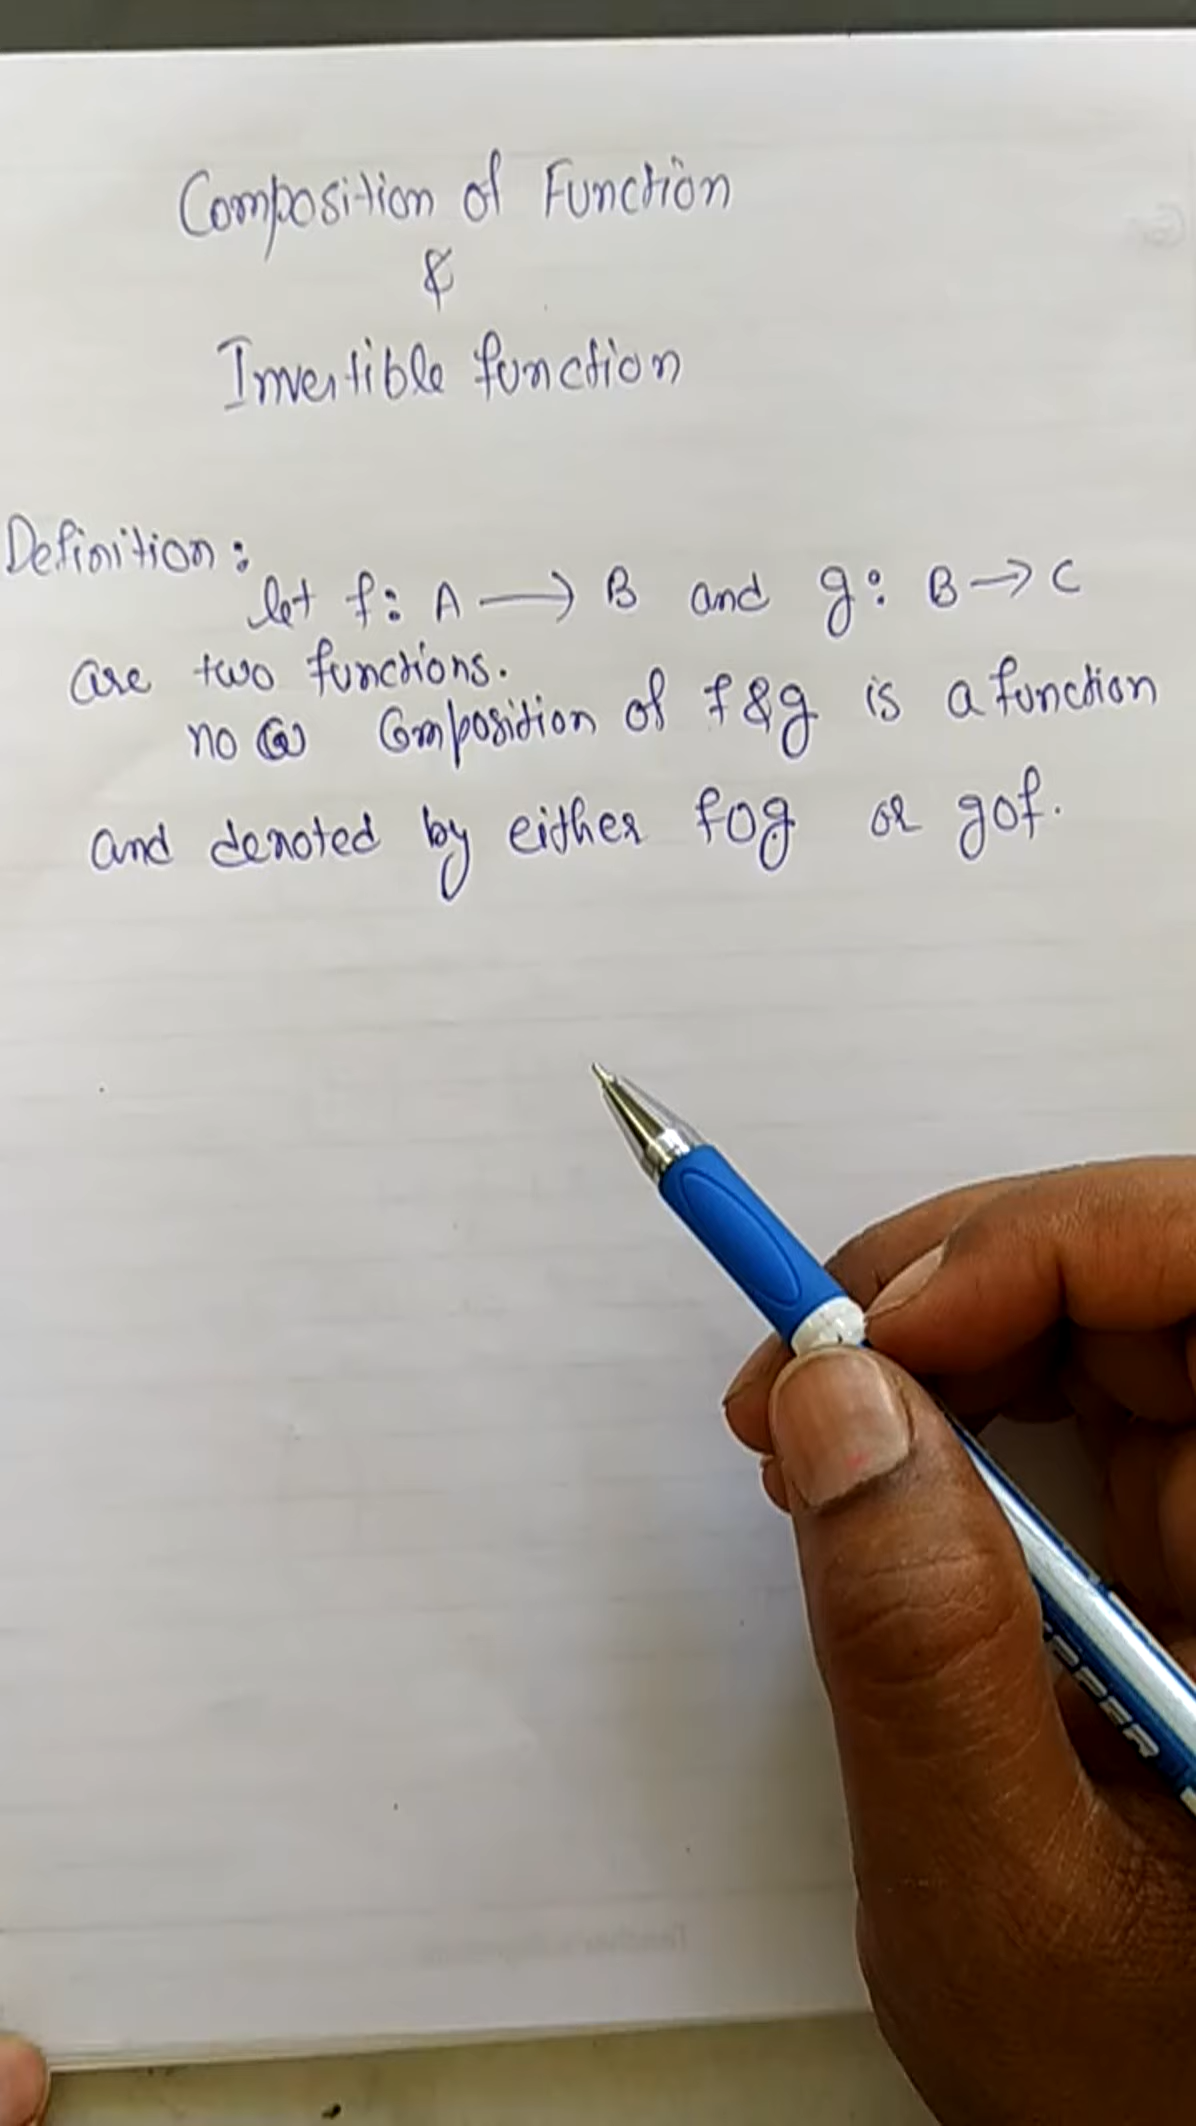 Composition of Function
&
Invertible function
Definition:
let f: A → B and g: B → C
are two functions.
now Composition of f & g is a function
and denoted by either fog or gof.